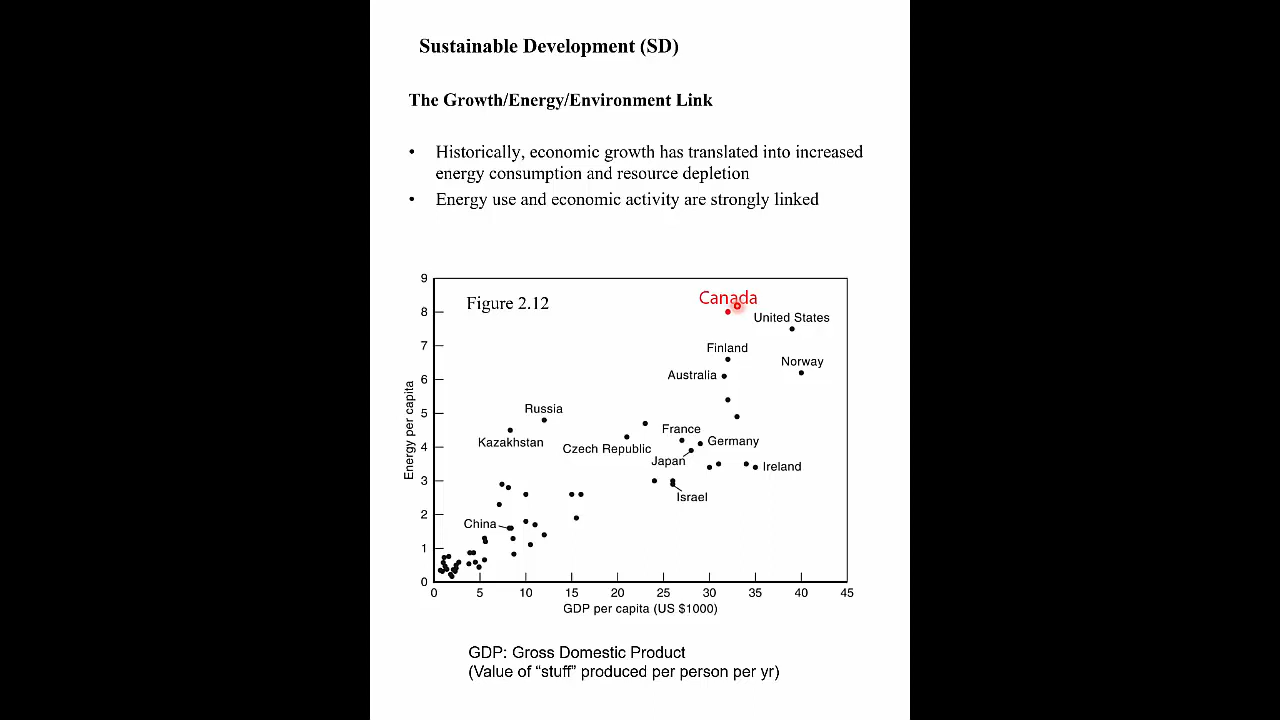 Sustainable Development (SD)
The Growth/Energy/Environment Link
• Historically, economic growth has translated into increased
energy consumption and resource depletion
• Energy use and economic activity are strongly linked
Figure 2.12
Energy per capita
9
8
7
6
5
4
3
2
1
0
Canada
United States
Finland
Norway
Australia
Russia
Kazakhstan
France
Czech Republic
Germany
Japan
Ireland
Israel
China
0 5 10 15 20 25 30 35 40 45
GDP per capita (US $1000)
GDP: Gross Domestic Product
(Value of “stuff” produced per person per yr)